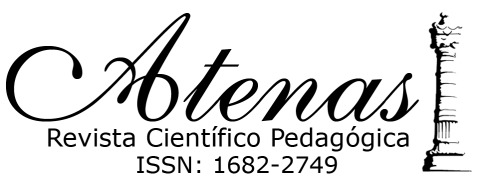 Atenas
Revista Científico Pedagógica
ISSN: 1682-2749